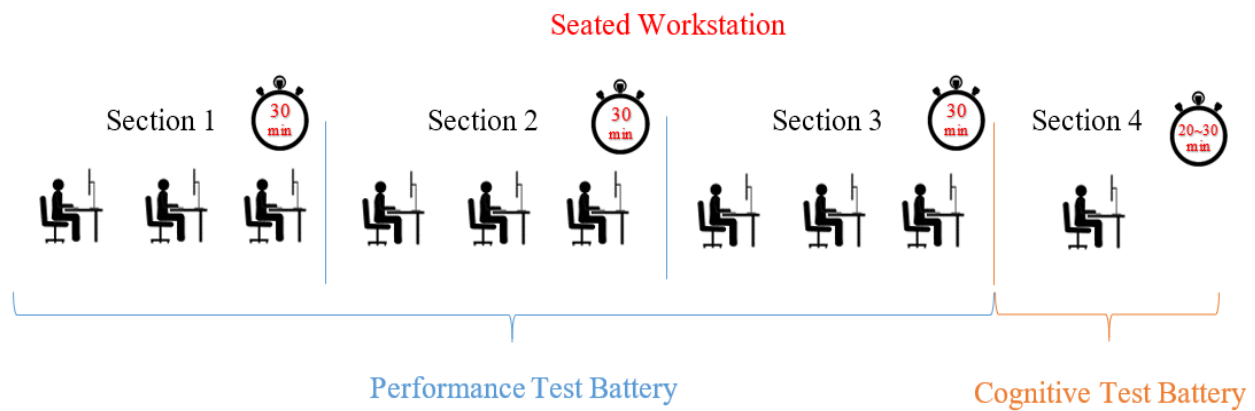 Seated Workstation
Section 1
30
min
Section 2
30
min
Section 3
30
min
Section 4
20~30
min
Performance Test Battery
Cognitive Test Battery